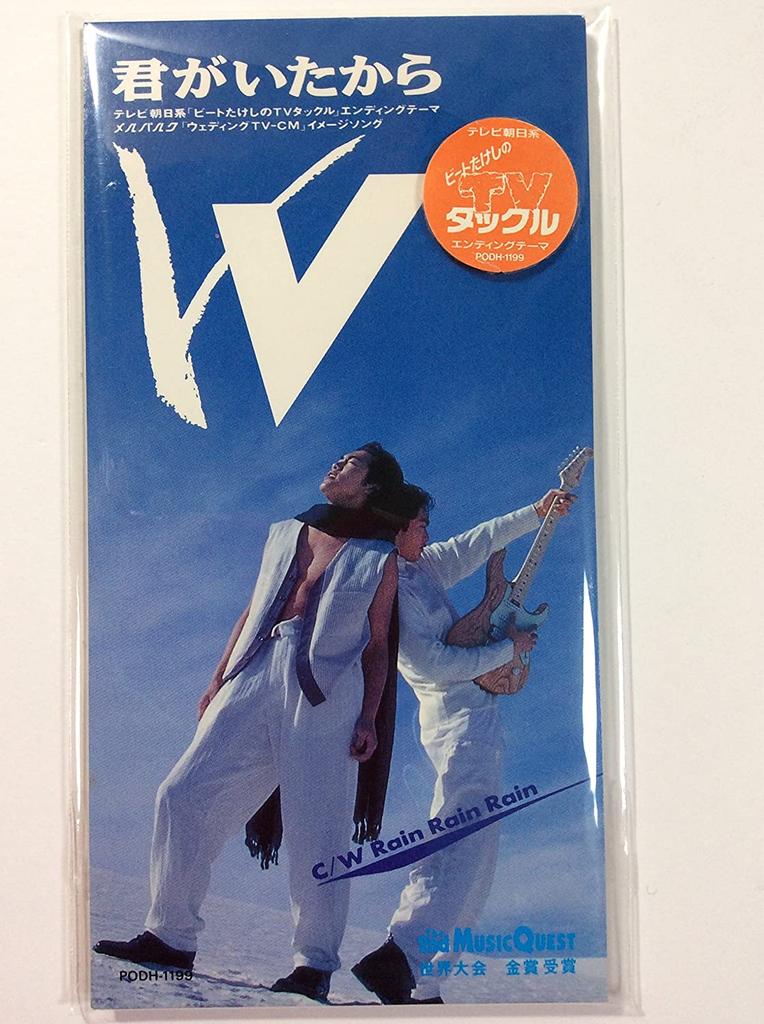 君がいたから
テレビ朝日系「ビートたけしのTVタックル」エンディングテーマ
メルパルク「ウェディングTV-CM」イメージソング
W
テレビ朝日系
ビートたけしの
TV
タックル
エンディングテーマ
PODH-1199
C/W Rain Rain Rain
MUSIC QUEST
世界大会 金賞受賞
PODH-1199